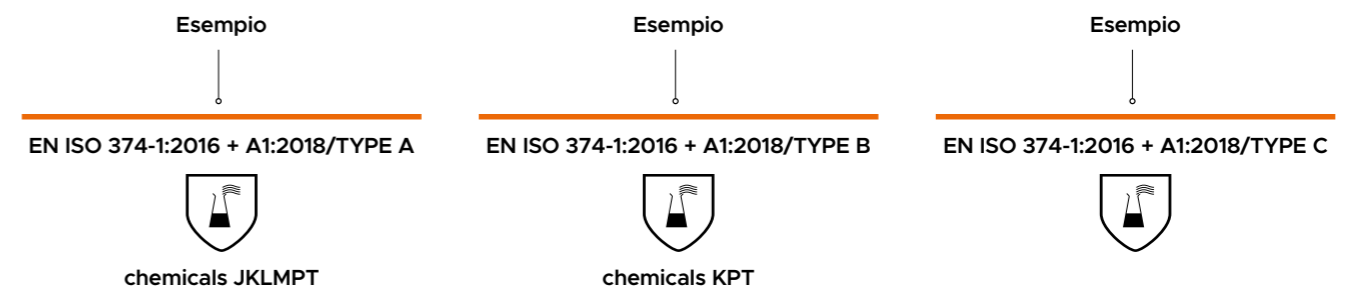 Esempio
EN ISO 374-1:2016 + A1:2018/TYPE A
chemicals JKLMPT
Esempio
EN ISO 374-1:2016 + A1:2018/TYPE B
chemicals KPT
Esempio
EN ISO 374-1:2016 + A1:2018/TYPE C